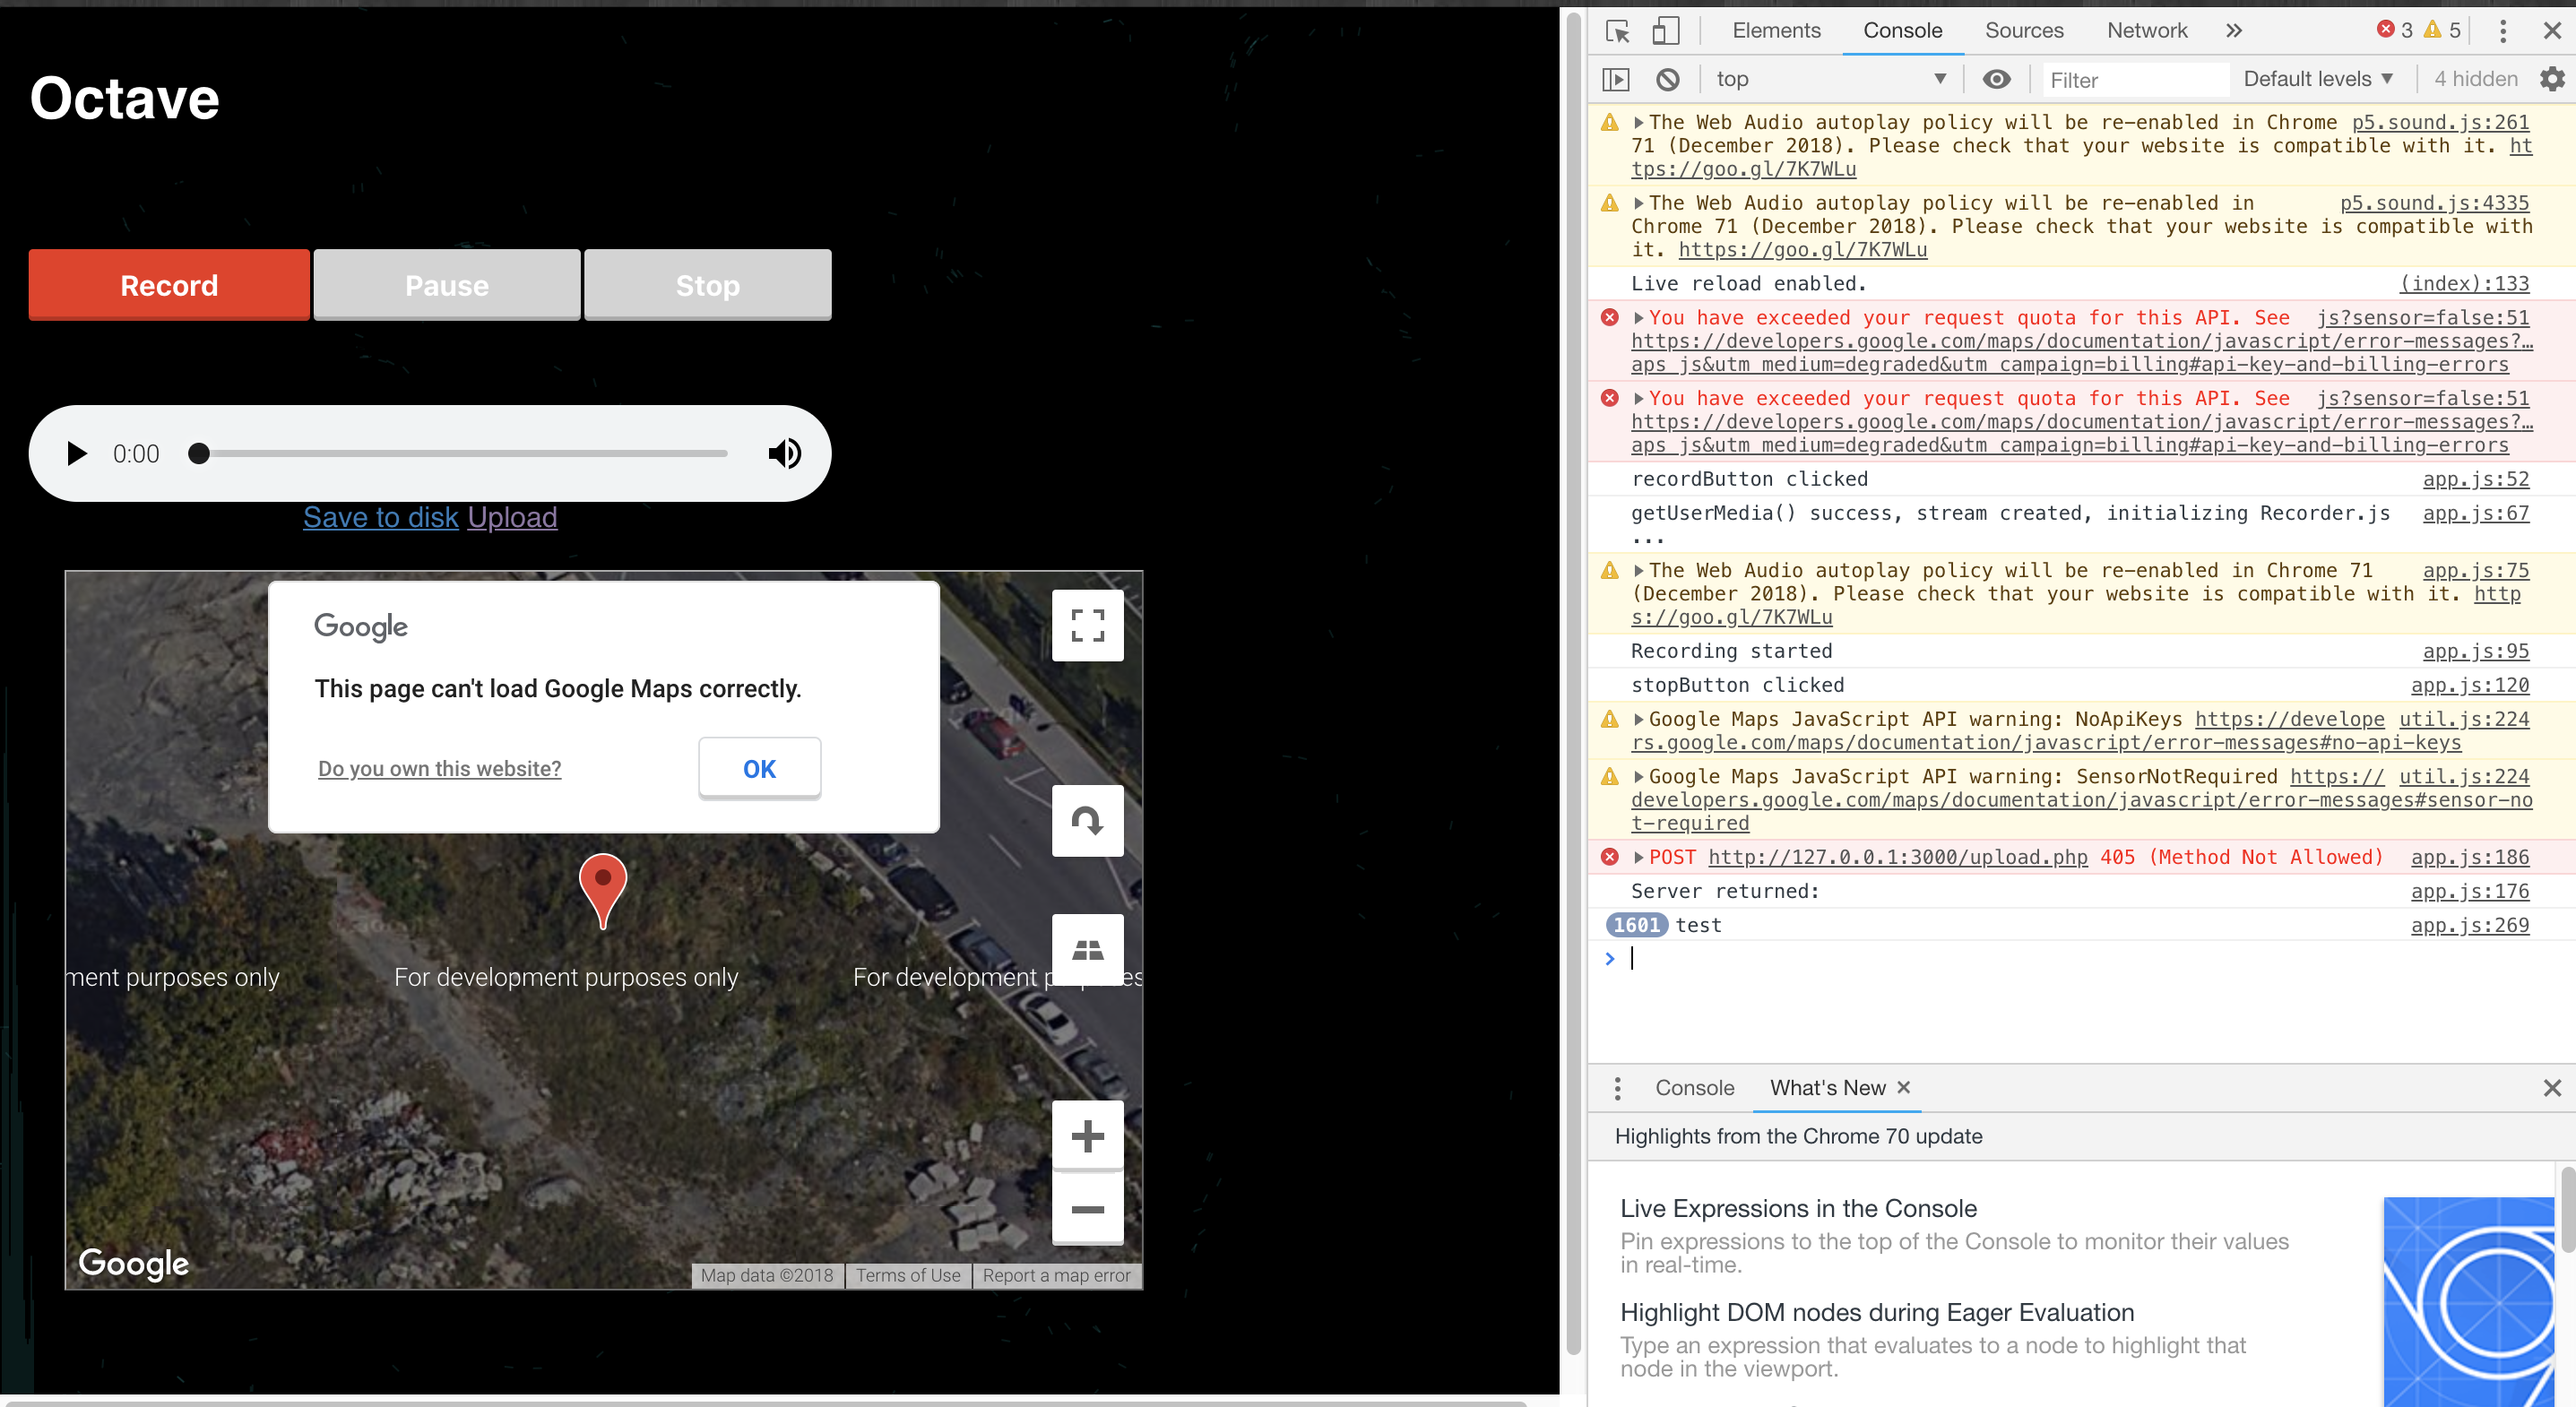 Octave
Record Pause Stop
0:00
Save to disk Upload
Google
This page can't load Google Maps correctly.
Do you own this website? OK
ment purposes only For development purposes only For development p es
Google
Map data ©2018 Terms of Use Report a map error
Elements Console Sources Network » 3 5
top Filter Default levels 4 hidden
The Web Audio autoplay policy will be re-enabled in Chrome p5.sound.js:261
71 (December 2018). Please check that your website is compatible with it. ht
tps://goo.gl/7K7WLu
The Web Audio autoplay policy will be re-enabled in p5.sound.js:4335
Chrome 71 (December 2018). Please check that your website is compatible with
it. https://goo.gl/7K7WLu
Live reload enabled. (index):133
You have exceeded your request quota for this API. See js?sensor=false:51
https://developers.google.com/maps/documentation/javascript/error-messages?…
aps_js&utm_medium=degraded&utm_campaign=billing#api-key-and-billing-errors
You have exceeded your request quota for this API. See js?sensor=false:51
https://developers.google.com/maps/documentation/javascript/error-messages?…
aps_js&utm_medium=degraded&utm_campaign=billing#api-key-and-billing-errors
recordButton clicked app.js:52
getUserMedia() success, stream created, initializing Recorder.js app.js:67
...
The Web Audio autoplay policy will be re-enabled in Chrome 71 app.js:75
(December 2018). Please check that your website is compatible with it. http
s://goo.gl/7K7WLu
Recording started app.js:95
stopButton clicked app.js:120
Google Maps JavaScript API warning: NoApiKeys https://develope util.js:224
rs.google.com/maps/documentation/javascript/error-messages#no-api-keys
Google Maps JavaScript API warning: SensorNotRequired https:// util.js:224
developers.google.com/maps/documentation/javascript/error-messages#sensor-no
t-required
POST http://127.0.0.1:3000/upload.php 405 (Method Not Allowed) app.js:186
Server returned: app.js:176
1601 test app.js:269
>
Console What's New
Highlights from the Chrome 70 update
Live Expressions in the Console
Pin expressions to the top of the Console to monitor their values
in real-time.
Highlight DOM nodes during Eager Evaluation
Type an expression that evaluates to a node to highlight that
node in the viewport.